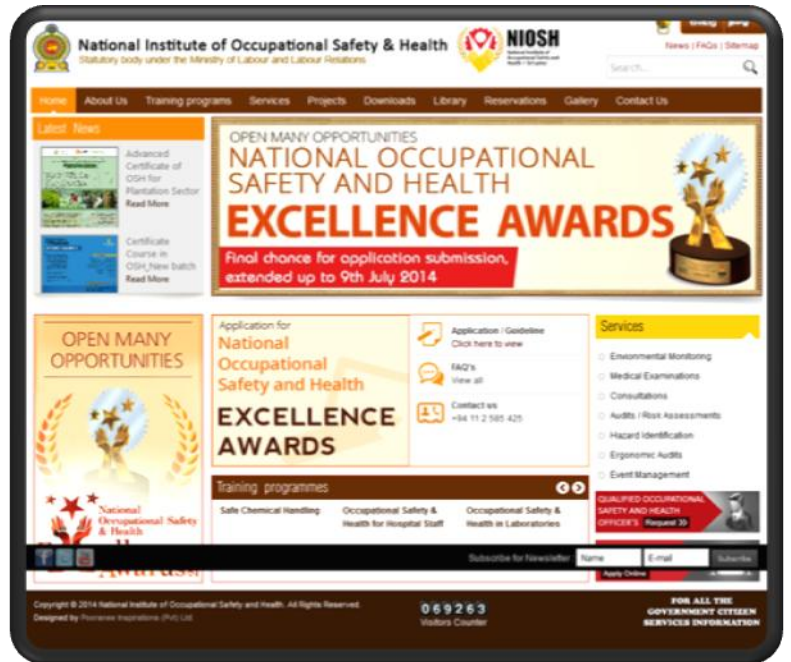 National Institute of Occupational Safety & Health
Statutory body under the Ministry of Labour and Labour Relations
NIOSH
News | FAQs | Sitemap
Search...
Home
About Us
Training programs
Services
Projects
Downloads
Library
Reservations
Gallery
Contact Us
Latest News
Advanced
Certificate of
OSH for
Plantation Sector
Read More
Certificate
Course in
OSH_New batch
Read More
OPEN MANY OPPORTUNITIES
NATIONAL OCCUPATIONAL
SAFETY AND HEALTH
EXCELLENCE AWARDS
Final chance for application submission,
extended up to 9th July 2014
OPEN MANY
OPPORTUNITIES
National
Occupational Safety
& Health
Awards
Application for
National
Occupational
Safety and Health
EXCELLENCE
AWARDS
Application / Guideline
Click here to view
FAQ's
View all
Contact us
+94 11 2 585 425
Training programmes
Safe Chemical Handling
Occupational Safety &
Health for Hospital Staff
Occupational Safety &
Health in Laboratories
Services
Environmental Monitoring
Medical Examinations
Consultations
Audits / Risk Assessments
Hazard Identification
Ergonomic Audits
Event Management
QUALIFIED OCCUPATIONAL
SAFETY AND HEALTH
OFFICER'S Request
Apply Online
Subscribe for Newsletter
Name
E-mail
Subscribe
Copyright © 2014 National Institute of Occupational Safety and Health. All Rights Reserved.
Designed by Pooranee Inspirations (Pvt) Ltd
069263
Visitors Counter
FOR ALL THE
GOVERNMENT CITIZEN
SERVICES INFORMATION